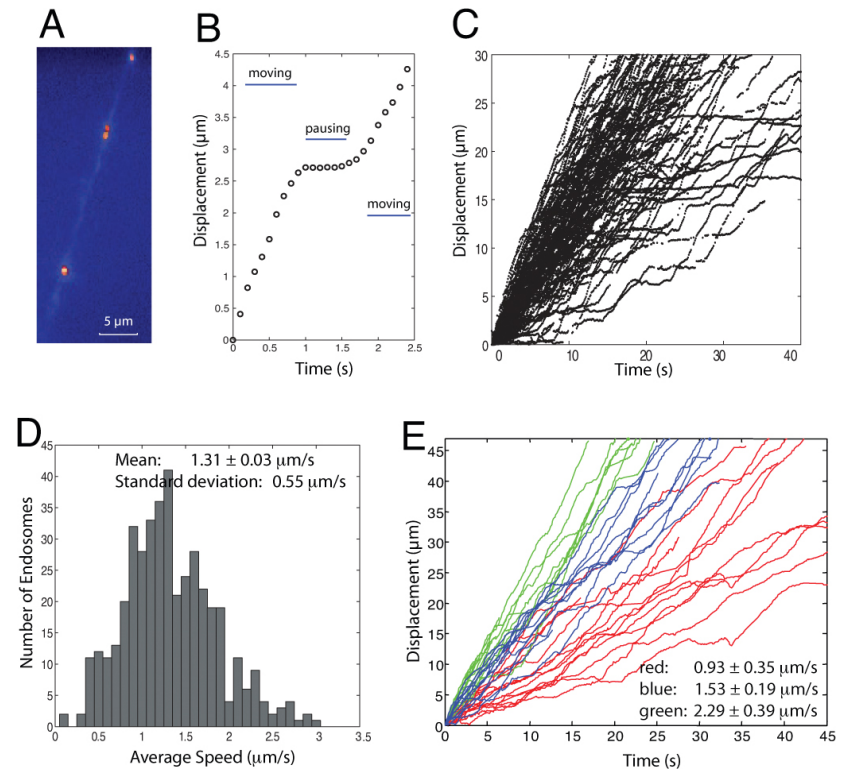 A
5 µm
B
Displacement (µm)
4.5
4
3.5
3
2.5
2
1.5
1
0.5
0
moving
pausing
moving
0 0.5 1 1.5 2 2.5
Time (s)
C
Displacement (µm)
30
25
20
15
10
5
0
0 10 20 30 40
Time (s)
D
Number of Endosomes
45
40
35
30
25
20
15
10
5
0
Mean: 1.31 ± 0.03 µm/s
Standard deviation: 0.55 µm/s
0 0.5 1 1.5 2 2.5 3 3.5
Average Speed (µm/s)
E
Displacement (µm)
45
40
35
30
25
20
15
10
5
0
red: 0.93 ± 0.35 µm/s
blue: 1.53 ± 0.19 µm/s
green: 2.29 ± 0.39 µm/s
0 5 10 15 20 25 30 35 40 45
Time (s)